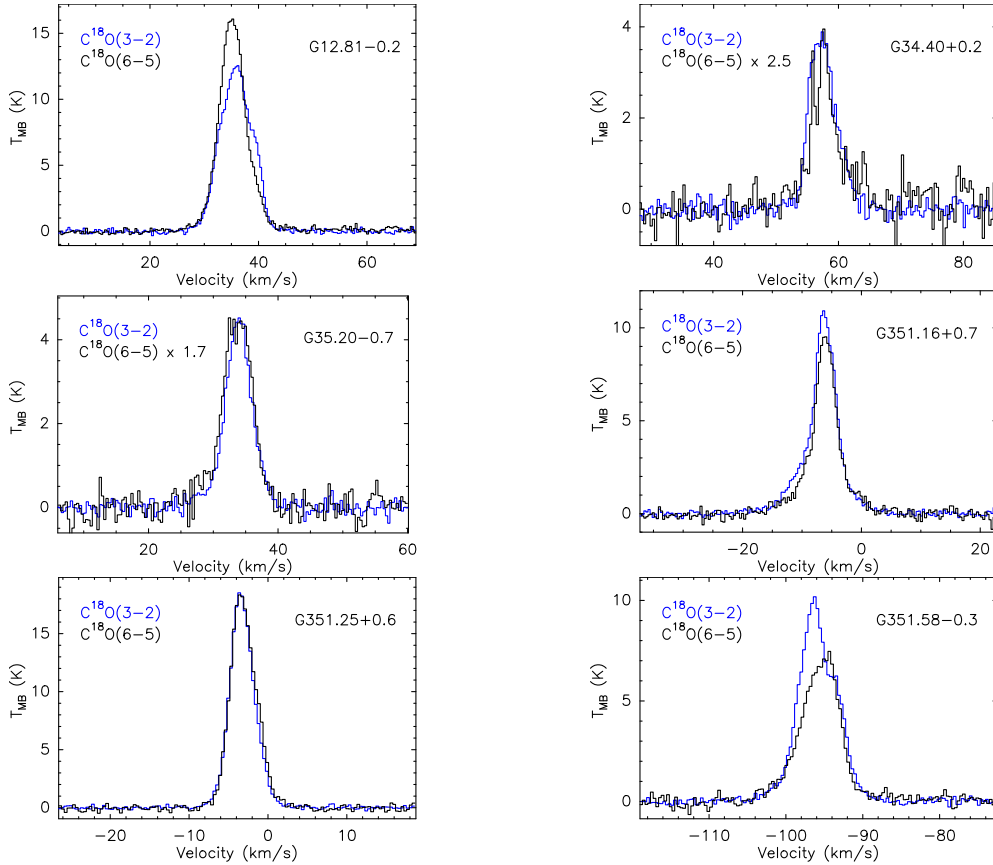 C¹⁸O(3−2)
C¹⁸O(6−5)
G12.81−0.2
15
10
5
0
T_MB (K)
20 40 60
Velocity (km/s)
C¹⁸O(3−2)
C¹⁸O(6−5) x 2.5
G34.40+0.2
4
2
0
T_MB (K)
40 60 80
Velocity (km/s)
C¹⁸O(3−2)
C¹⁸O(6−5) x 1.7
G35.20−0.7
4
2
0
T_MB (K)
20 40 60
Velocity (km/s)
C¹⁸O(3−2)
C¹⁸O(6−5)
G351.16+0.7
10
5
0
T_MB (K)
−20 0 20
Velocity (km/s)
C¹⁸O(3−2)
C¹⁸O(6−5)
G351.25+0.6
15
10
5
0
T_MB (K)
−20 −10 0 10
Velocity (km/s)
C¹⁸O(3−2)
C¹⁸O(6−5)
G351.58−0.3
10
5
0
T_MB (K)
−110 −100 −90 −80
Velocity (km/s)